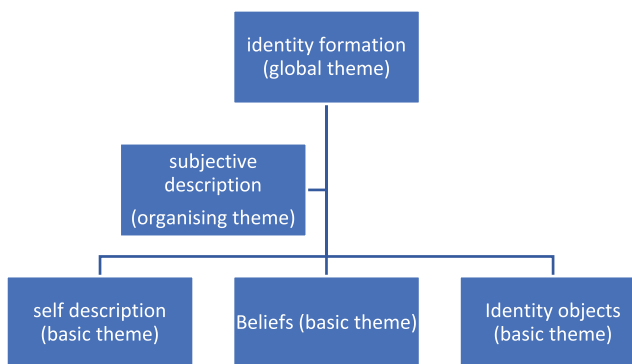 identity formation
(global theme)
subjective
description
(organising theme)
self description
(basic theme)
Beliefs (basic theme)
Identity objects
(basic theme)